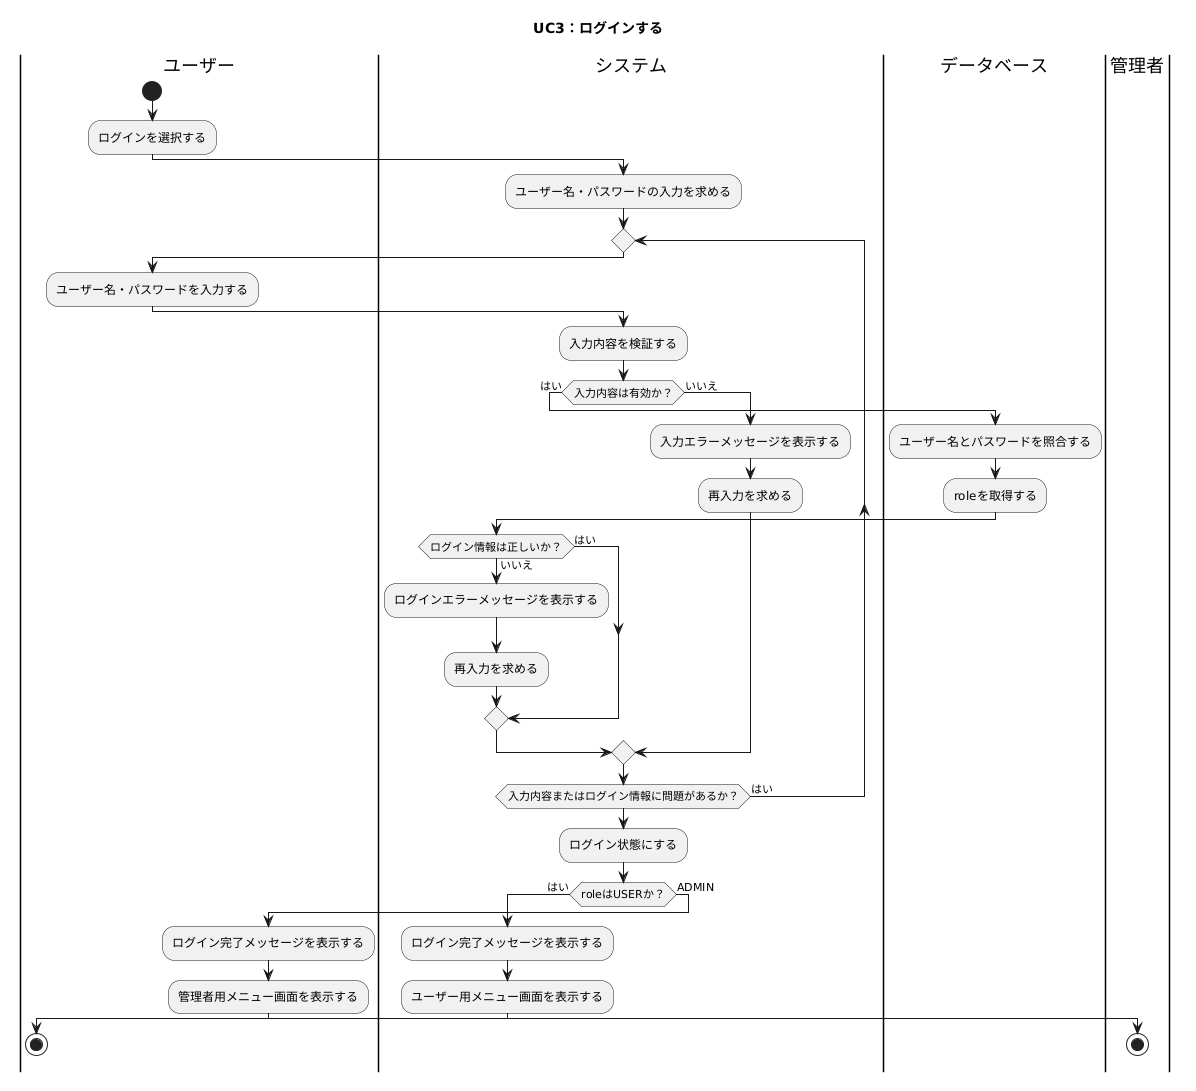 UC3：ログインする
ユーザー
システム
データベース
管理者
ログインを選択する
ユーザー名・パスワードの入力を求める
ユーザー名・パスワードを入力する
入力内容を検証する
はい
入力内容は有効か？
いいえ
入力エラーメッセージを表示する
ユーザー名とパスワードを照合する
再入力を求める
roleを取得する
ログイン情報は正しいか？
はい
いいえ
ログインエラーメッセージを表示する
再入力を求める
入力内容またはログイン情報に問題があるか？
はい
ログイン状態にする
はい
roleはUSERか？
ADMIN
ログイン完了メッセージを表示する
ログイン完了メッセージを表示する
管理者用メニュー画面を表示する
ユーザー用メニュー画面を表示する